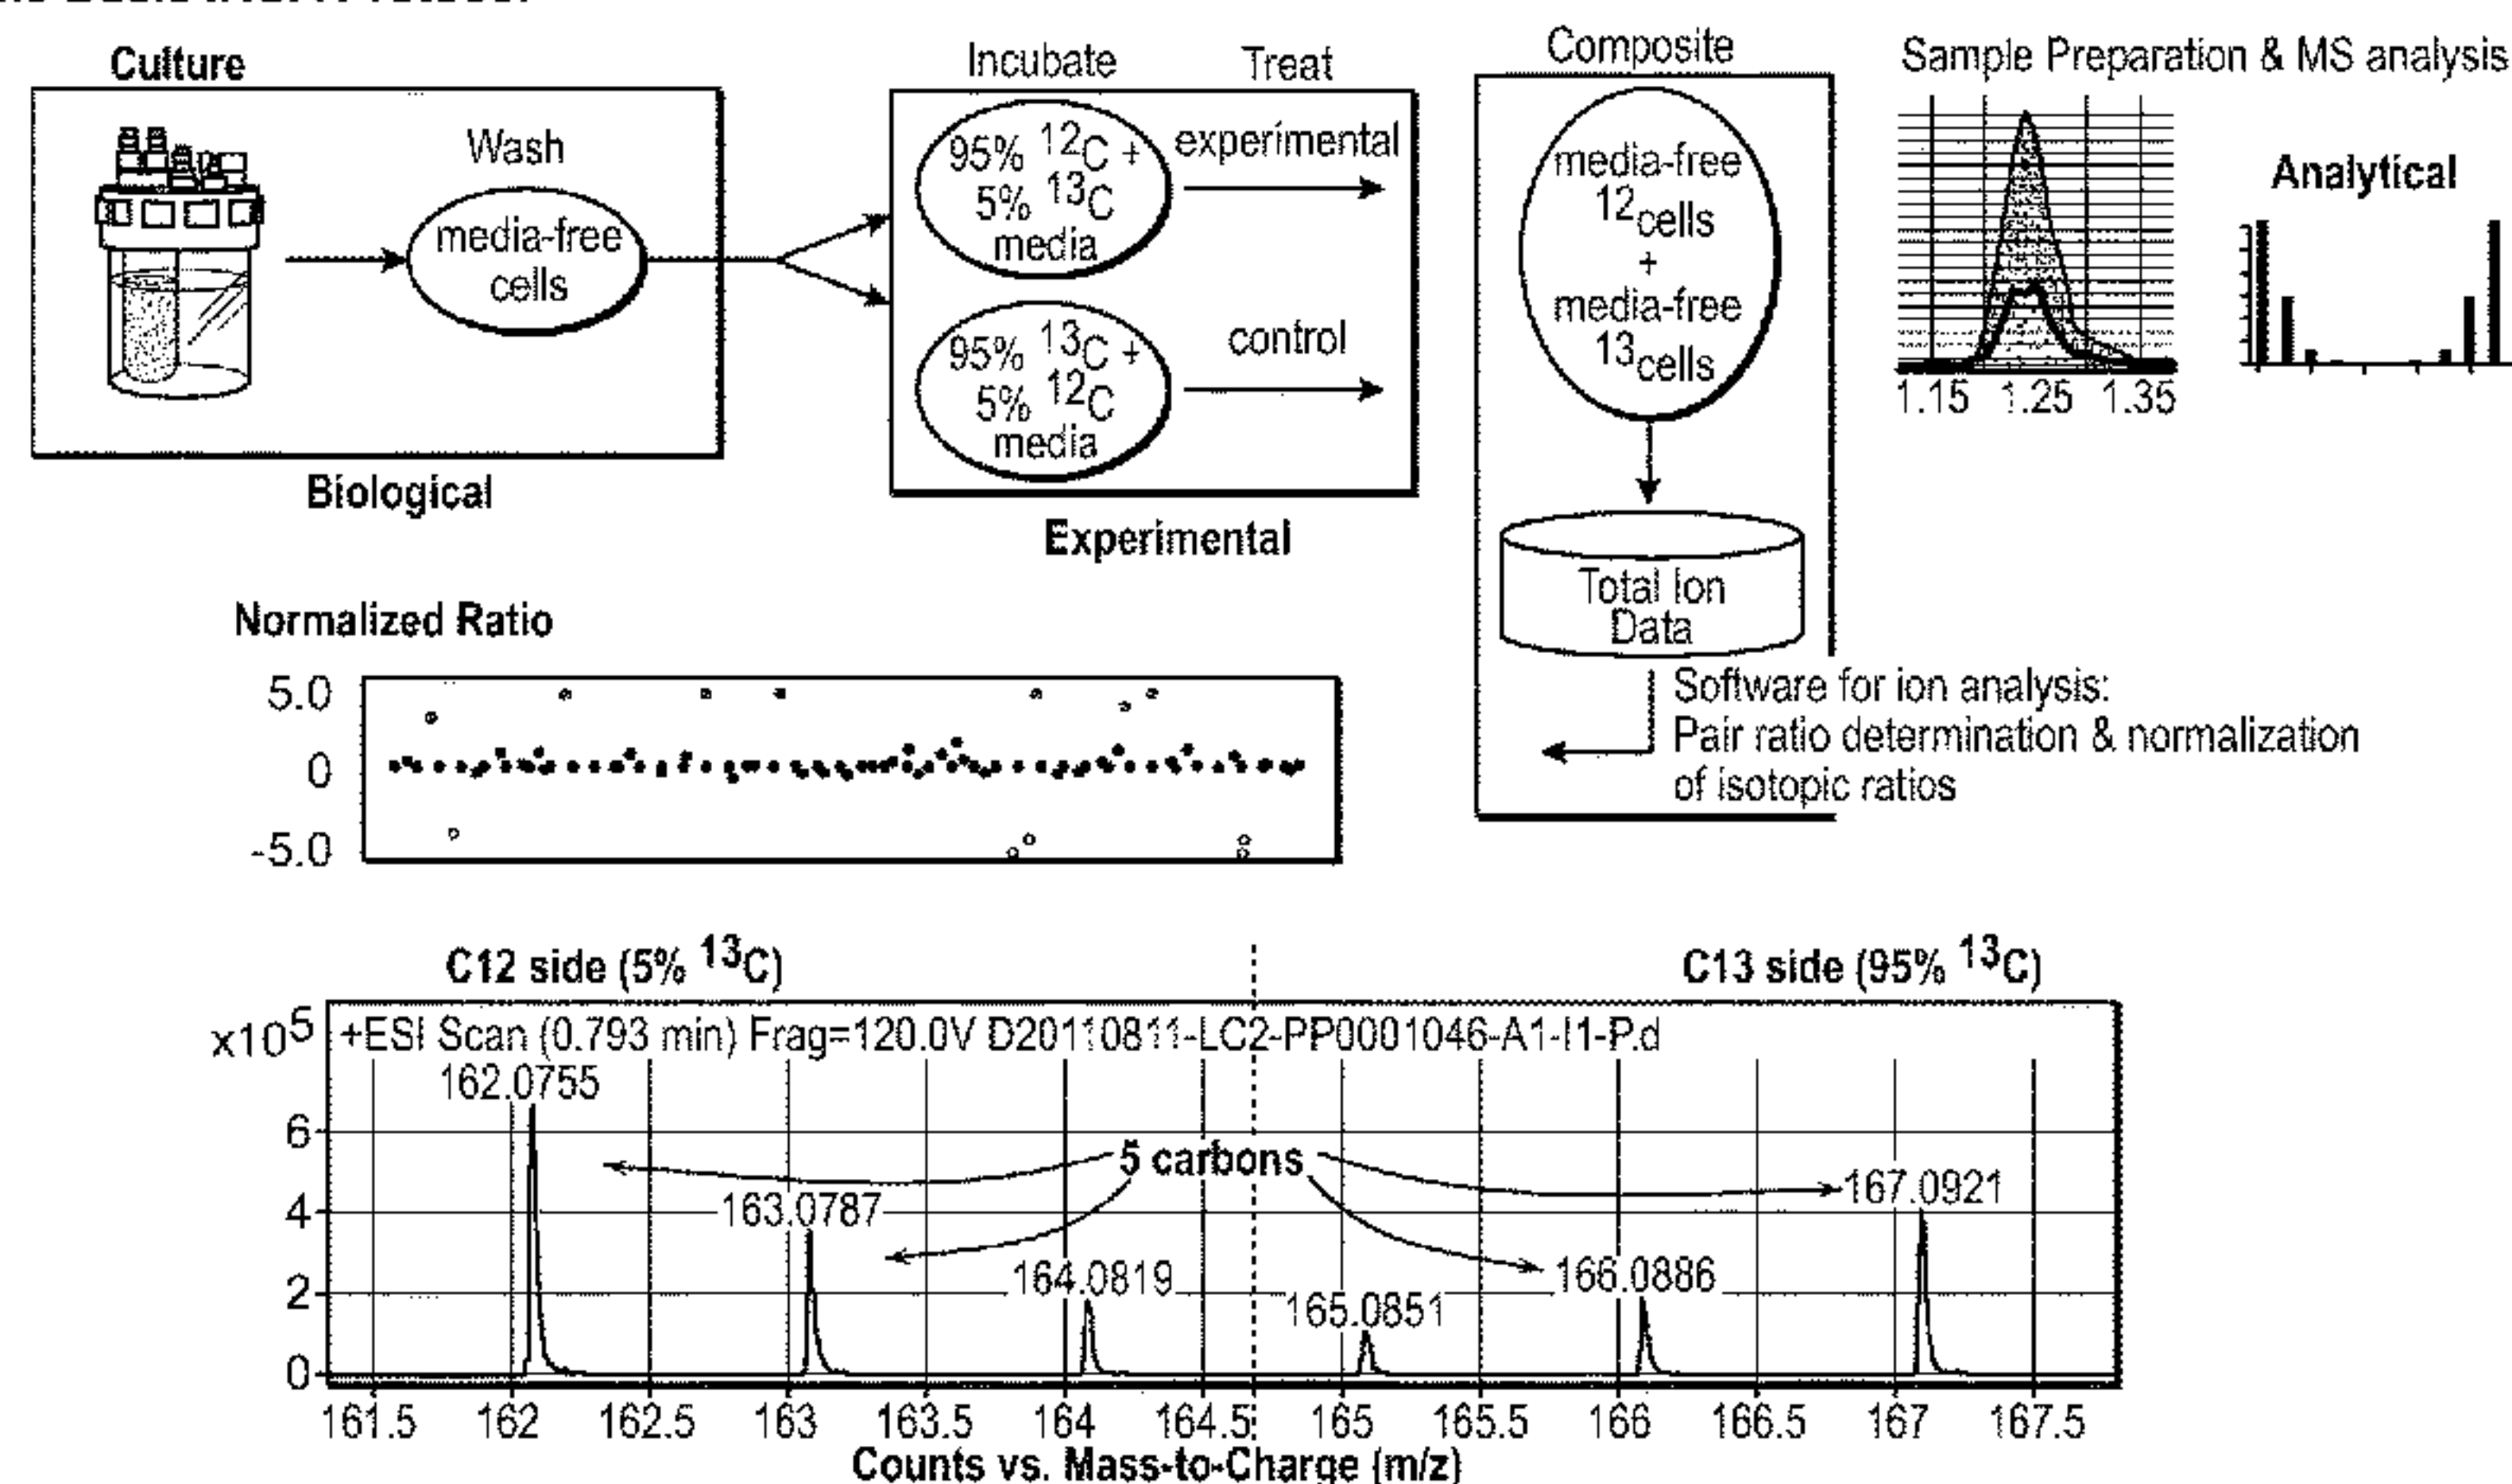 Culture
Wash
media-free
cells
Biological
Incubate
Treat
95% 12C +
5% 13C
media
experimental
95% 13C +
5% 12C
media
control
Experimental
Composite
media-free
12cells
+
media-free
13cells
Total Ion
Data
Software for ion analysis:
Pair ratio determination & normalization
of isotopic ratios
Sample Preparation & MS analysis
1.15 1.25 1.35
Analytical
Normalized Ratio
5.0
0
-5.0
C12 side (5% 13C)
C13 side (95% 13C)
x105
+ESI Scan (0.793 min) Frag=120.0V D20110811-LC2-PP0001046-A1-I1-P.d
162.0755
6
5 carbons
167.0921
163.0787
4
164.0819
166.0886
2
165.0851
0
161.5 162 162.5 163 163.5 164 164.5 165 165.5 166 166.5 167 167.5
Counts vs. Mass-to-Charge (m/z)